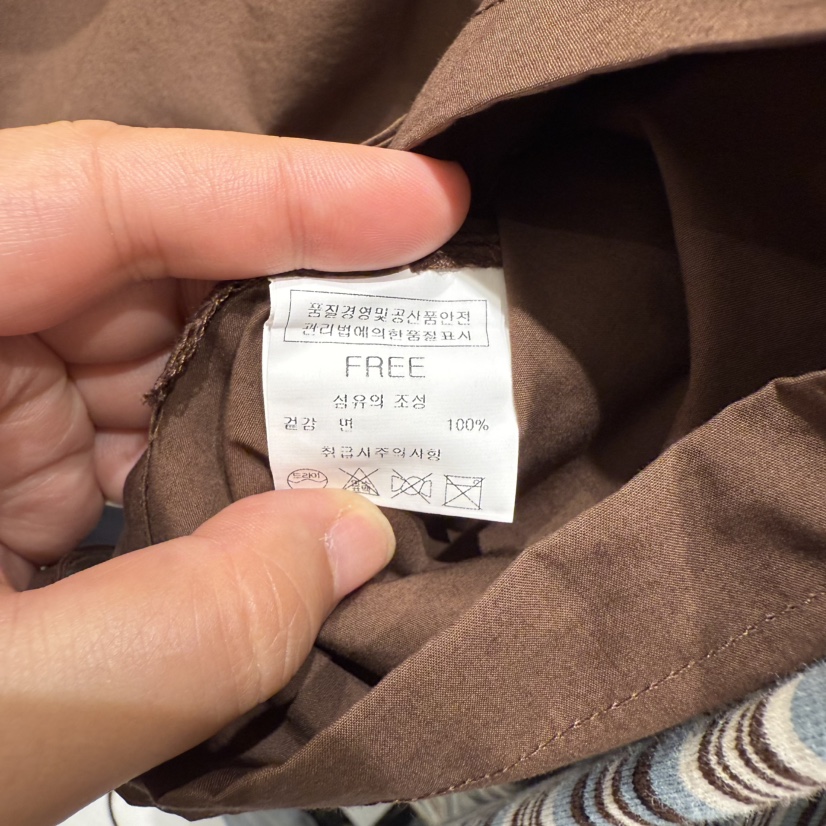 품질경영및공산품안전
관리법에의한품질표시
FREE
섬유의 조성
겉감 면 100%
취급시주의사항
드라이